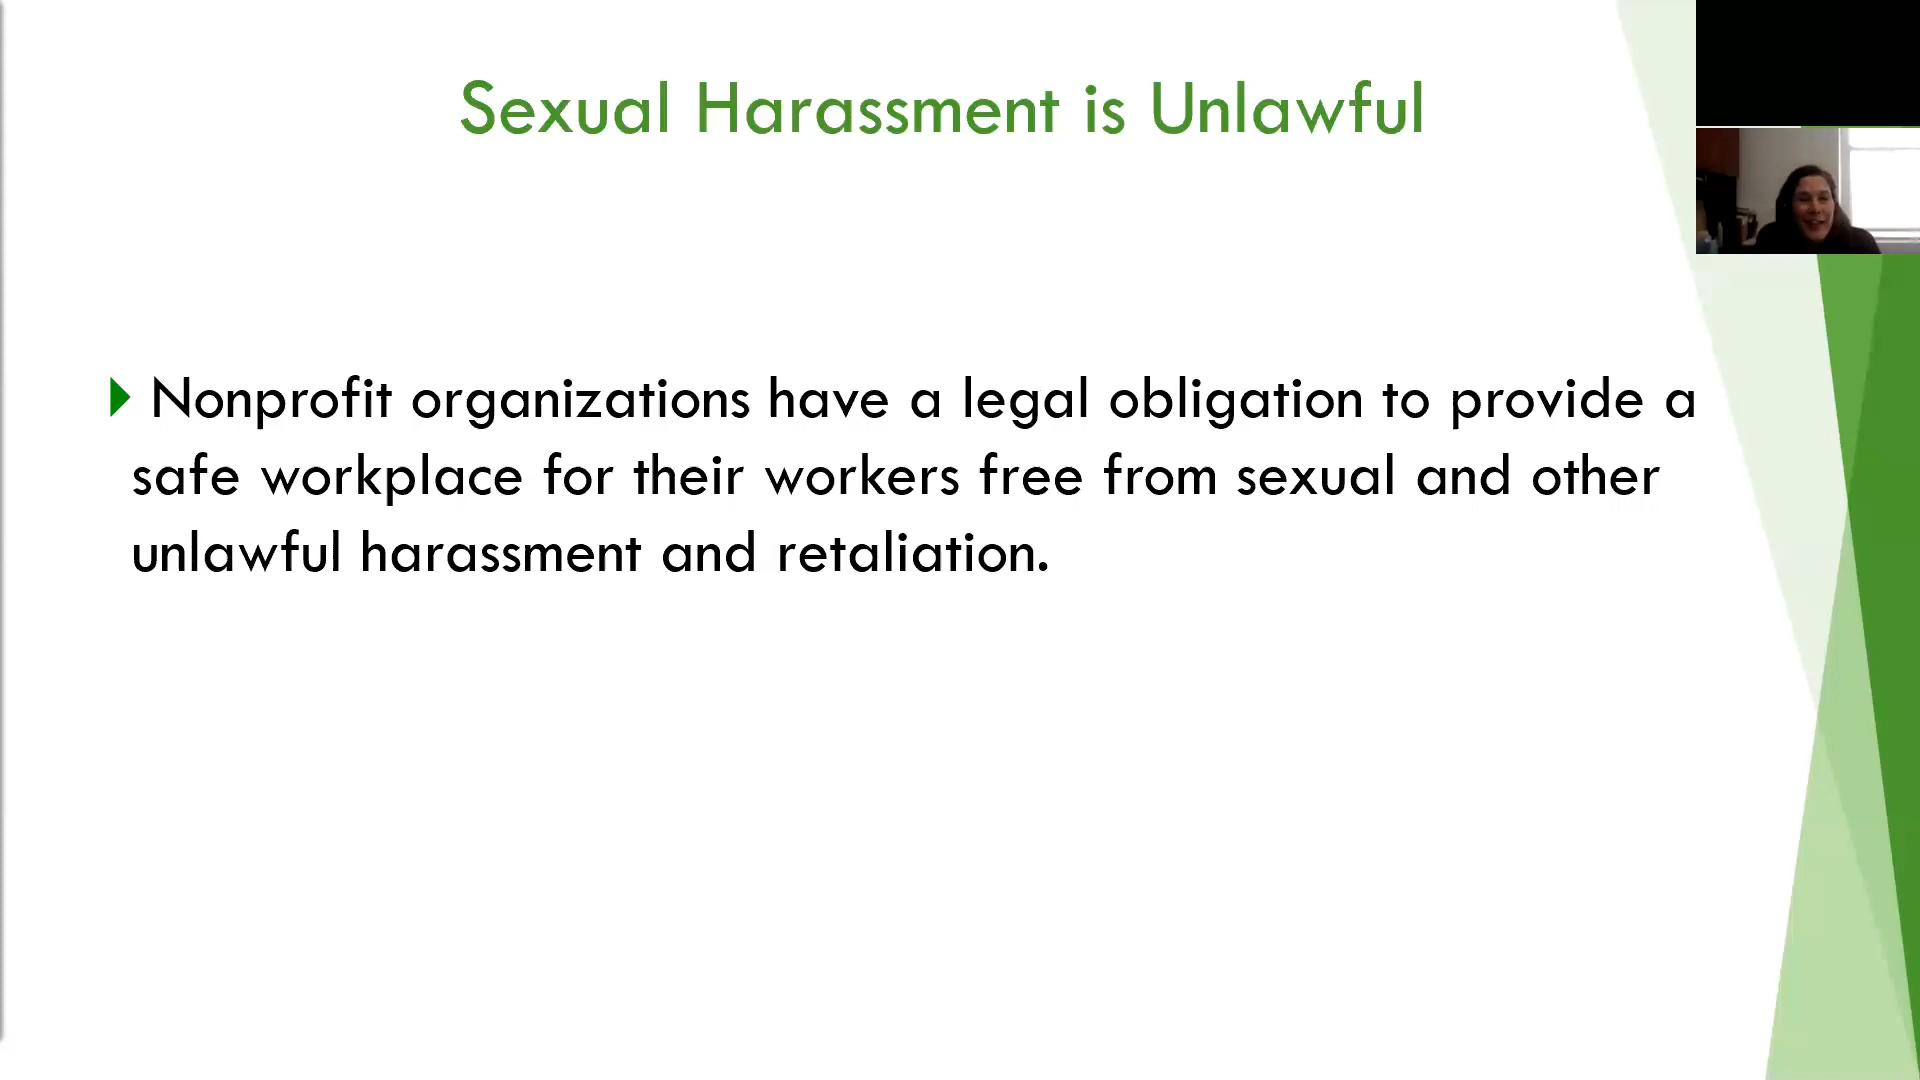 Sexual Harassment is Unlawful
Nonprofit organizations have a legal obligation to provide a
safe workplace for their workers free from sexual and other
unlawful harassment and retaliation.